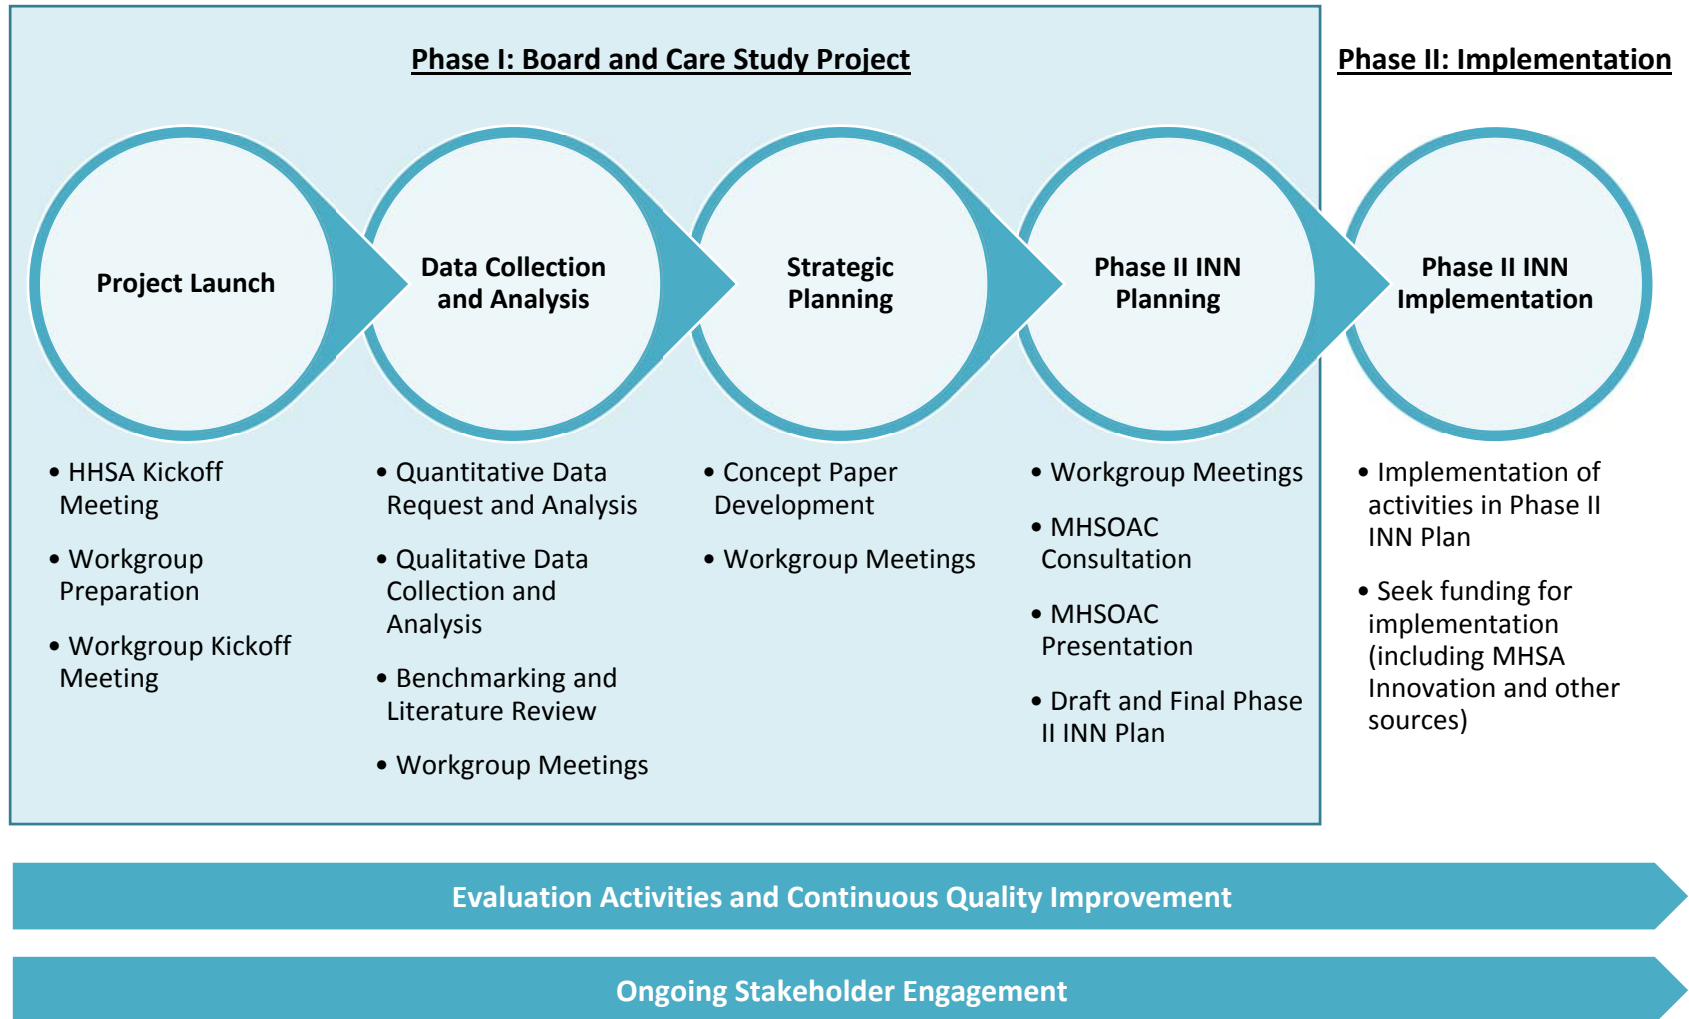 Phase I: Board and Care Study Project
Phase II: Implementation
Project Launch
Data Collection
and Analysis
Strategic
Planning
Phase II INN
Planning
Phase II INN
Implementation
• HHSA Kickoff
Meeting
• Workgroup
Preparation
• Workgroup Kickoff
Meeting
• Quantitative Data
Request and Analysis
• Qualitative Data
Collection and
Analysis
• Benchmarking and
Literature Review
• Workgroup Meetings
• Concept Paper
Development
• Workgroup Meetings
• Workgroup Meetings
• MHSOAC
Consultation
• MHSOAC
Presentation
• Draft and Final Phase
II INN Plan
• Implementation of
activities in Phase II
INN Plan
• Seek funding for
implementation
(including MHSA
Innovation and other
sources)
Evaluation Activities and Continuous Quality Improvement
Ongoing Stakeholder Engagement